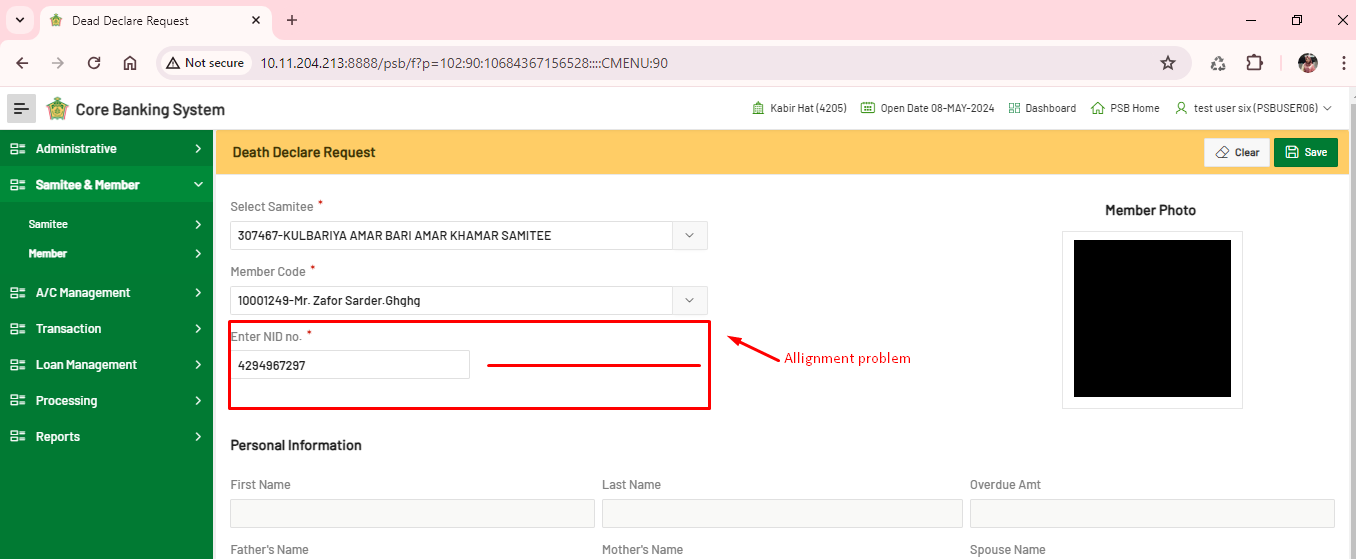 Dead Declare Request
Not secure 10.11.204.213:8888/psb/f?p=102:90:10684367156528::::CMENU:90
Core Banking System
Kabir Hat (4205) Open Date 08-MAY-2024 Dashboard PSB Home test user six (PSBUSER06)
Administrative
Death Declare Request
Clear Save
Samitee & Member
Samitee
Member
A/C Management
Transaction
Loan Management
Processing
Reports
Select Samitee *
307467-KULBARIYA AMAR BARI AMAR KHAMAR SAMITEE
Member Code *
10001249-Mr. Zafor Sarder.Ghghg
Enter NID no. *
4294967297
Allignment problem
Member Photo
Personal Information
First Name Last Name Overdue Amt
Father's Name Mother's Name Spouse Name